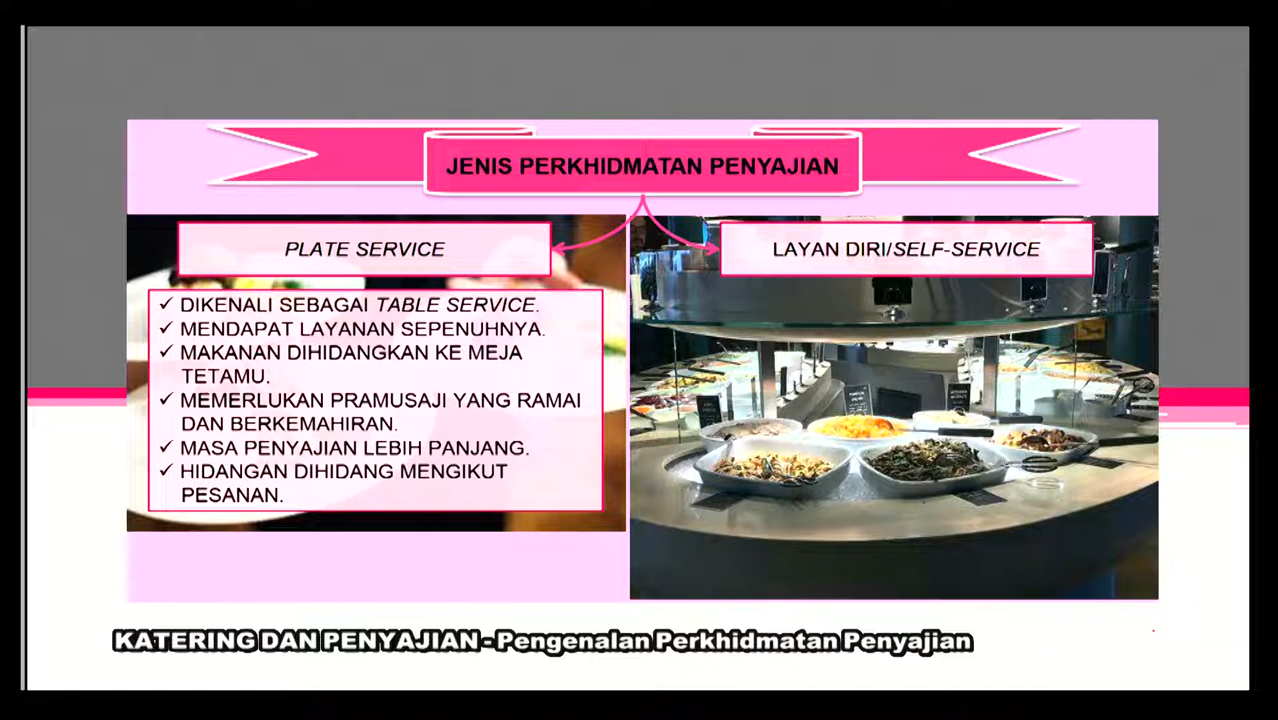 JENIS PERKHIDMATAN PENYAJIAN
PLATE SERVICE
✓ DIKENALI SEBAGAI TABLE SERVICE.
✓ MENDAPAT LAYANAN SEPENUHNYA.
✓ MAKANAN DIHIDANGKAN KE MEJA
TETAMU.
✓ MEMERLUKAN PRAMUSAJI YANG RAMAI
DAN BERKEMAHIRAN.
✓ MASA PENYAJIAN LEBIH PANJANG.
✓ HIDANGAN DIHIDANG MENGIKUT
PESANAN.
LAYAN DIRI/SELF-SERVICE
KATERING DAN PENYAJIAN - Pengenalan Perkhidmatan Penyajian